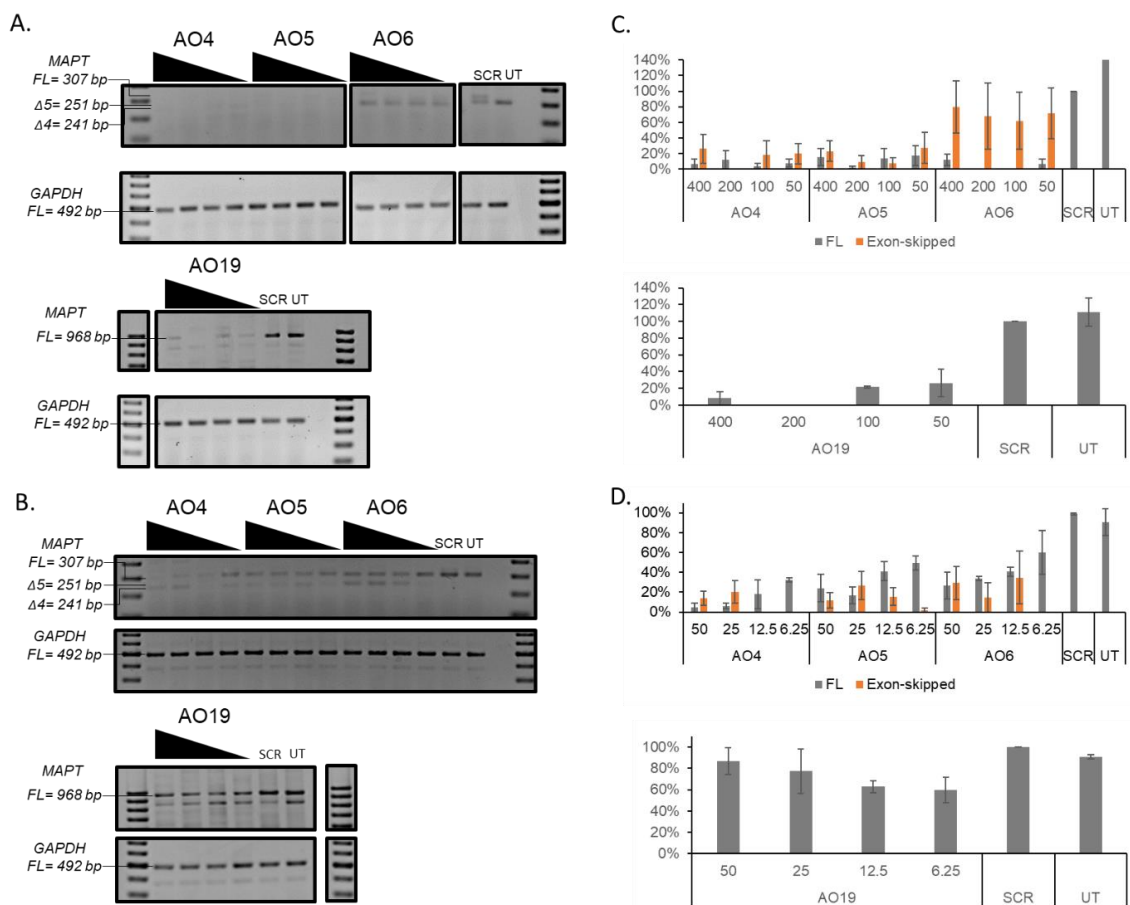 A.
AO4 AO5 AO6
MAPT
FL= 307 bp
SCR UT
Δ5= 251 bp
Δ4= 241 bp
GAPDH
FL= 492 bp
AO19
MAPT
SCR UT
FL= 968 bp
GAPDH
FL= 492 bp
B.
AO4 AO5 AO6
MAPT
SCR UT
FL= 307 bp
Δ5= 251 bp
Δ4= 241 bp
GAPDH
FL= 492 bp
AO19
SCR UT
MAPT
FL= 968 bp
GAPDH
FL= 492 bp
C.
140%
120%
100%
80%
60%
40%
20%
0%
400 200 100 50 400 200 100 50 400 200 100 50
AO4 AO5 AO6 SCR UT
FL Exon-skipped
140%
120%
100%
80%
60%
40%
20%
0%
400 200 100 50
AO19 SCR UT
D.
100%
80%
60%
40%
20%
0%
50 25 12.5 6.25 50 25 12.5 6.25 50 25 12.5 6.25
AO4 AO5 AO6 SCR UT
FL Exon-skipped
100%
80%
60%
40%
20%
0%
50 25 12.5 6.25
AO19 SCR UT